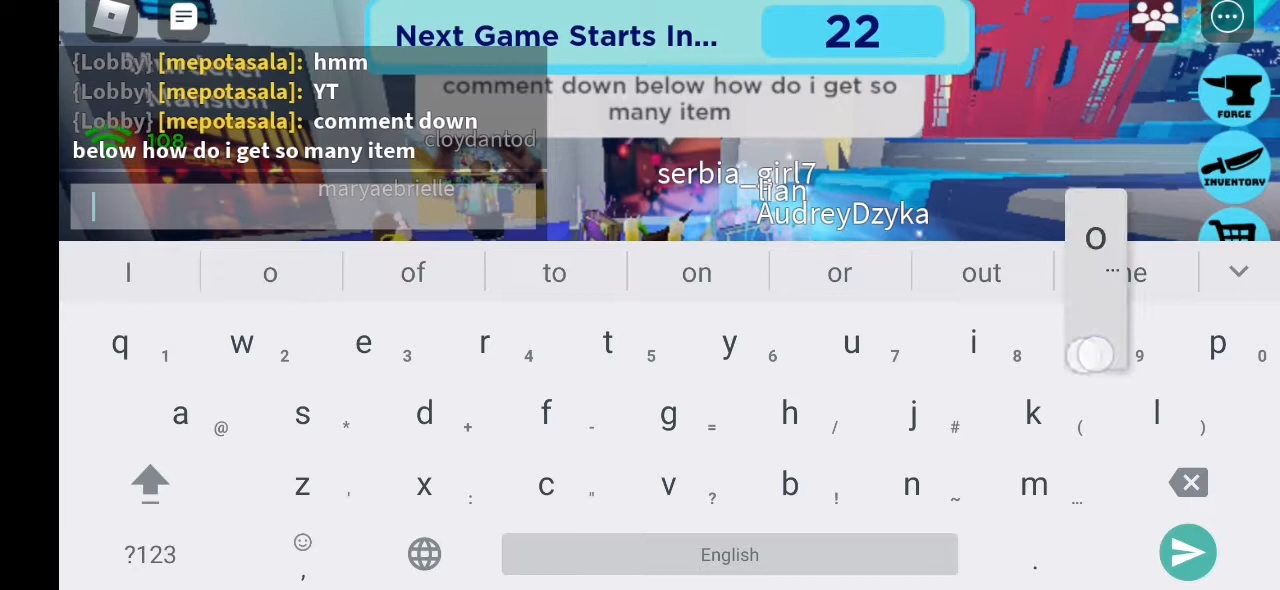 Next Game Starts In... 22
{Lobby} [mepotasala]: hmm
{Lobby} [mepotasala]: YT
{Lobby} [mepotasala]: comment down
below how do i get so many item
108
cloydantod
maryaebrielle
comment down below how do i get so
many item
serbia_girl7
lian
AudreyDzyka
FORGE
INVENTORY
o
I o of to on or out
q 1 w 2 e 3 r 4 t 5 y 6 u 7 i 8 9 p 0
a @ s * d + f - g = h / j # k ( l )
z ' x : c " v ? b ! n ~ m …
?123 , English .